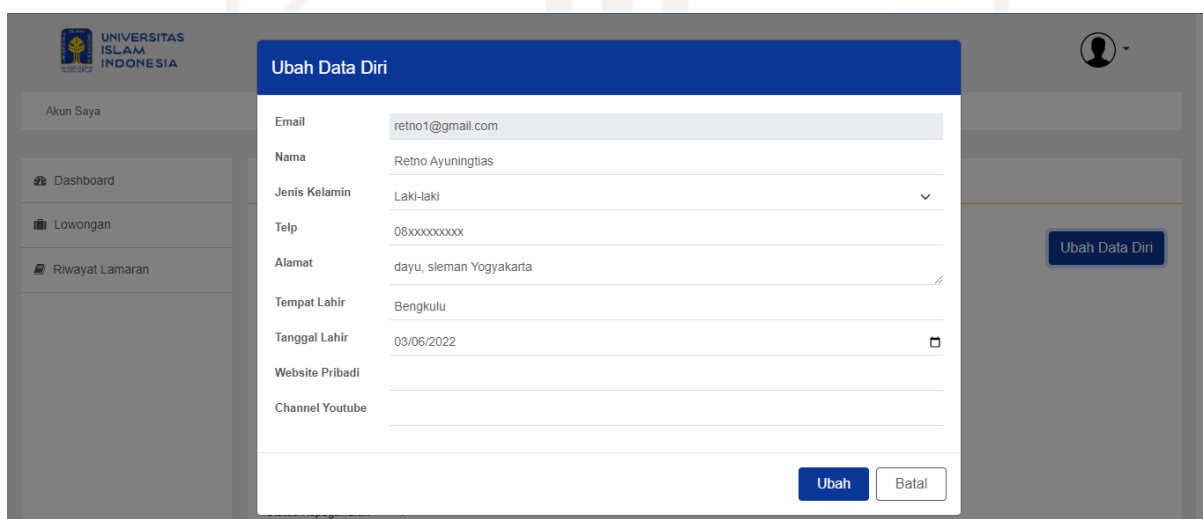 UNIVERSITAS
ISLAM
INDONESIA
Akun Saya
Dashboard
Lowongan
Riwayat Lamaran
Ubah Data Diri
Ubah Data Diri
Email retno1@gmail.com
Nama Retno Ayuningtias
Jenis Kelamin Laki-laki
Telp 08xxxxxxxxx
Alamat dayu, sleman Yogyakarta
Tempat Lahir Bengkulu
Tanggal Lahir 03/06/2022
Website Pribadi
Channel Youtube
Ubah Batal